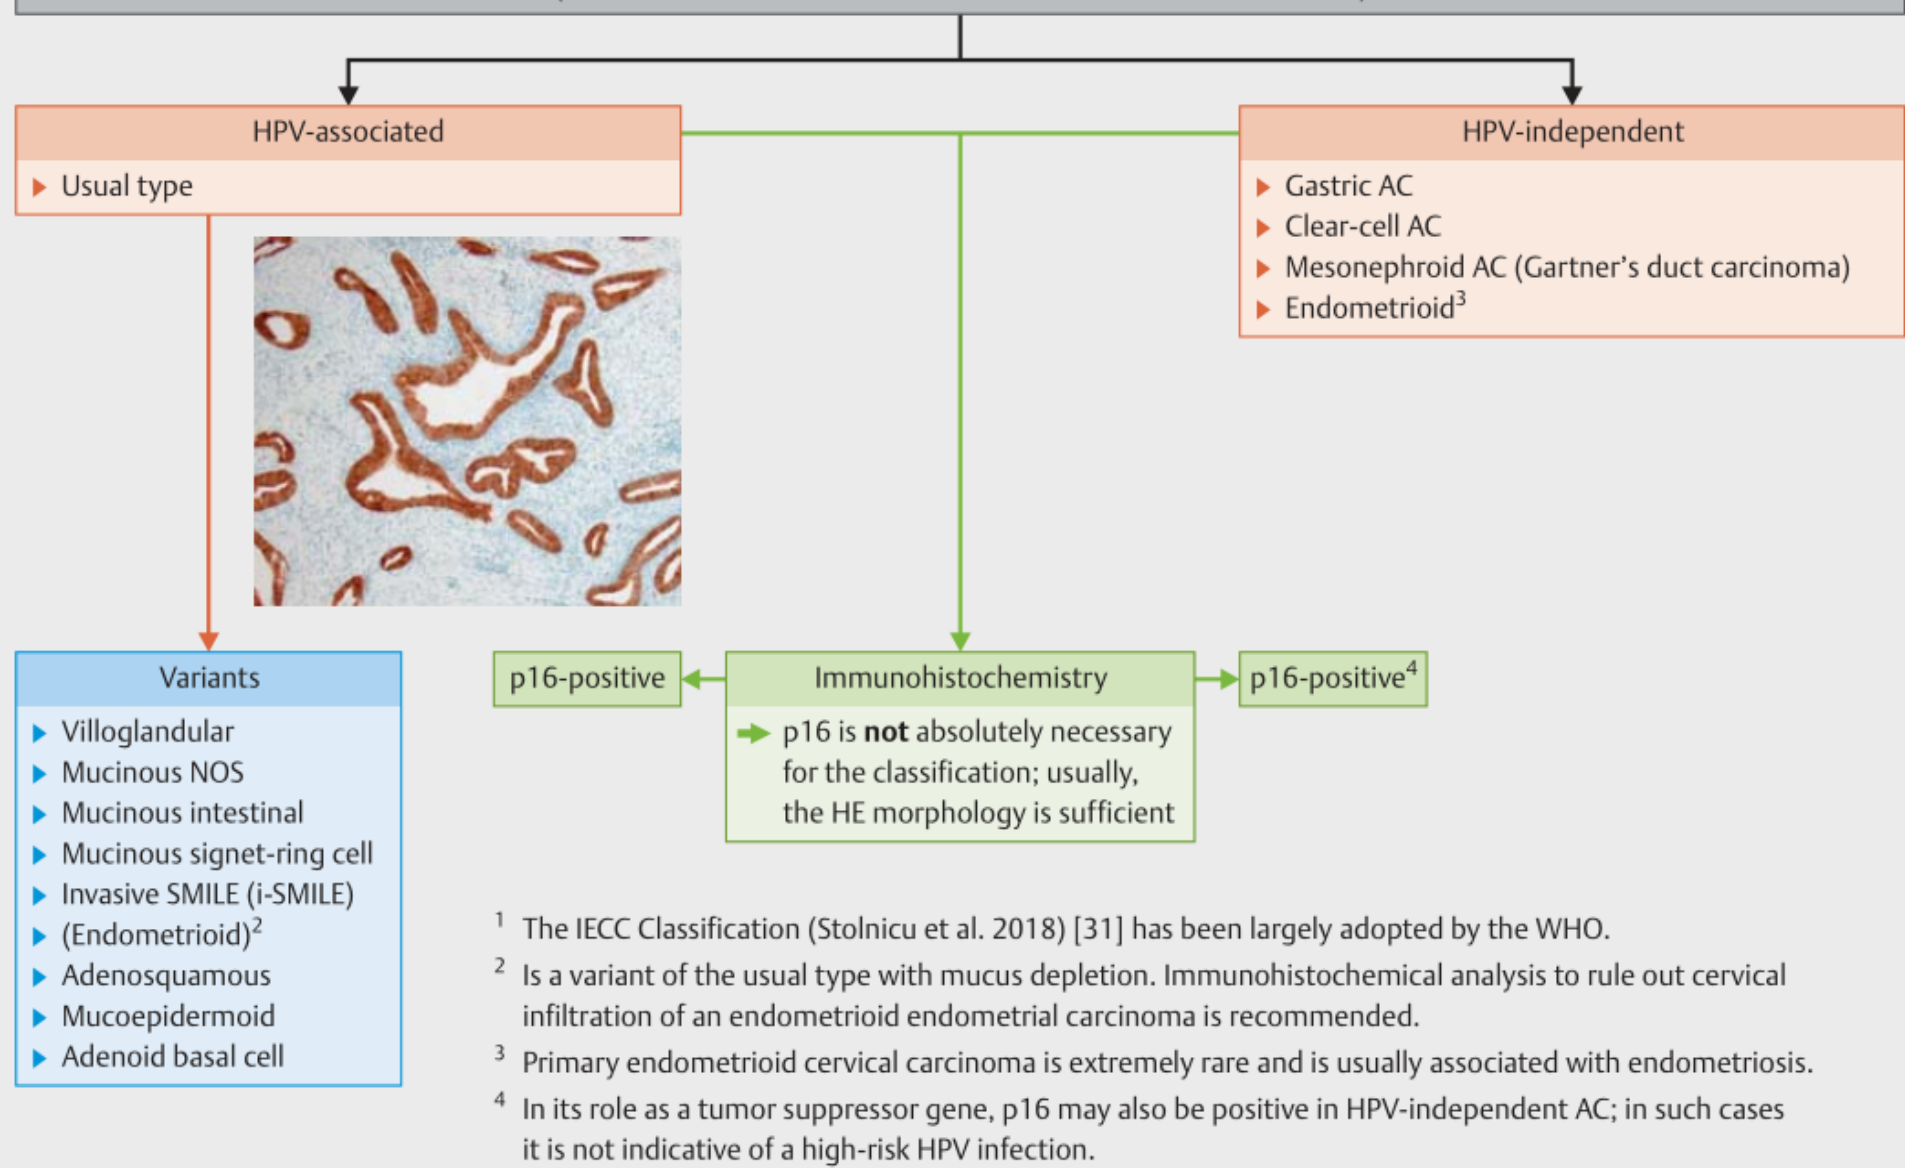 HPV-associated
Usual type
HPV-independent
Gastric AC
Clear-cell AC
Mesonephroid AC (Gartner's duct carcinoma)
Endometrioid³
Variants
Villoglandular
Mucinous NOS
Mucinous intestinal
Mucinous signet-ring cell
Invasive SMILE (i-SMILE)
(Endometrioid)²
Adenosquamous
Mucoepidermoid
Adenoid basal cell
p16-positive
Immunohistochemistry
p16 is not absolutely necessary
for the classification; usually,
the HE morphology is sufficient
p16-positive⁴
¹ The IECC Classification (Stolnicu et al. 2018) [31] has been largely adopted by the WHO.
² Is a variant of the usual type with mucus depletion. Immunohistochemical analysis to rule out cervical
infiltration of an endometrioid endometrial carcinoma is recommended.
³ Primary endometrioid cervical carcinoma is extremely rare and is usually associated with endometriosis.
⁴ In its role as a tumor suppressor gene, p16 may also be positive in HPV-independent AC; in such cases
it is not indicative of a high-risk HPV infection.